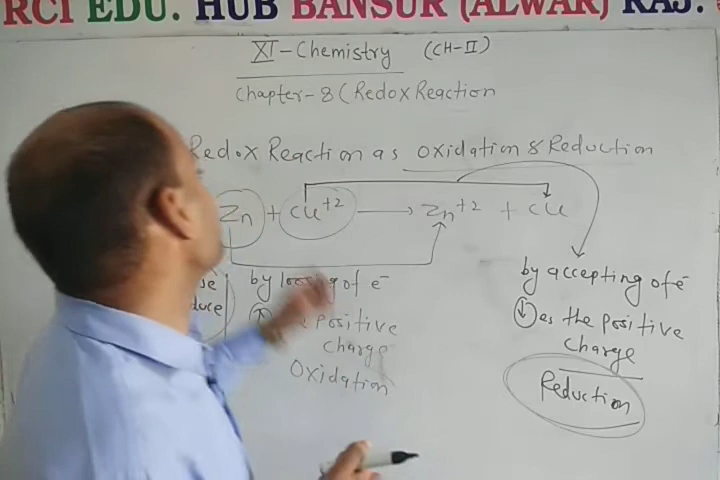 RCI EDU. HUB BANSUR (ALWAR) RAJ.
XI-Chemistry (CH-II)
Chapter-8 (Redox Reaction
Redox Reaction as oxidation & Reduction
Zn + Cu+2 → Zn+2 + Cu
by loosing of e-
↑ positive
charge
Oxidation
duce
by accepting of e-
↓es the positive
charge
Reduction